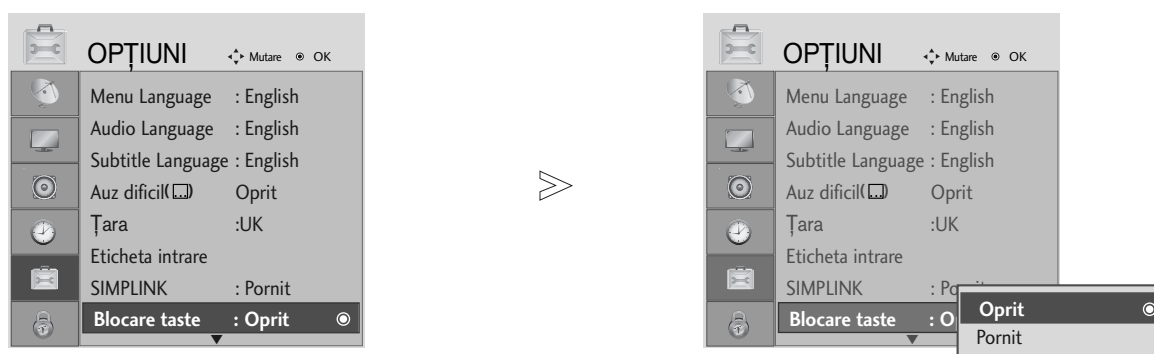 OPȚIUNI Mutare OK
Menu Language : English
Audio Language : English
Subtitle Language : English
Auz dificil( ) Oprit
Țara :UK
Eticheta intrare
SIMPLINK : Pornit
Blocare taste : Oprit
OPȚIUNI Mutare OK
Menu Language : English
Audio Language : English
Subtitle Language : English
Auz dificil( ) Oprit
Țara :UK
Eticheta intrare
SIMPLINK : Po
Blocare taste : O
Oprit
Pornit